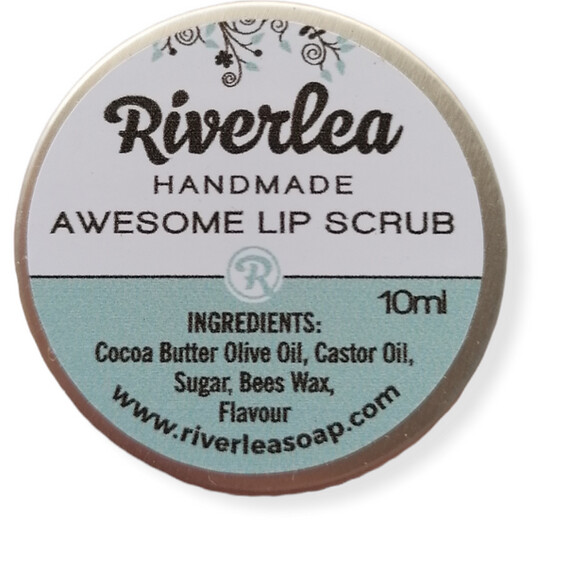 Riverlea
HANDMADE
AWESOME LIP SCRUB
R
10ml
INGREDIENTS:
Cocoa Butter Olive Oil, Castor Oil,
Sugar, Bees Wax,
Flavour
www.riverleasoap.com